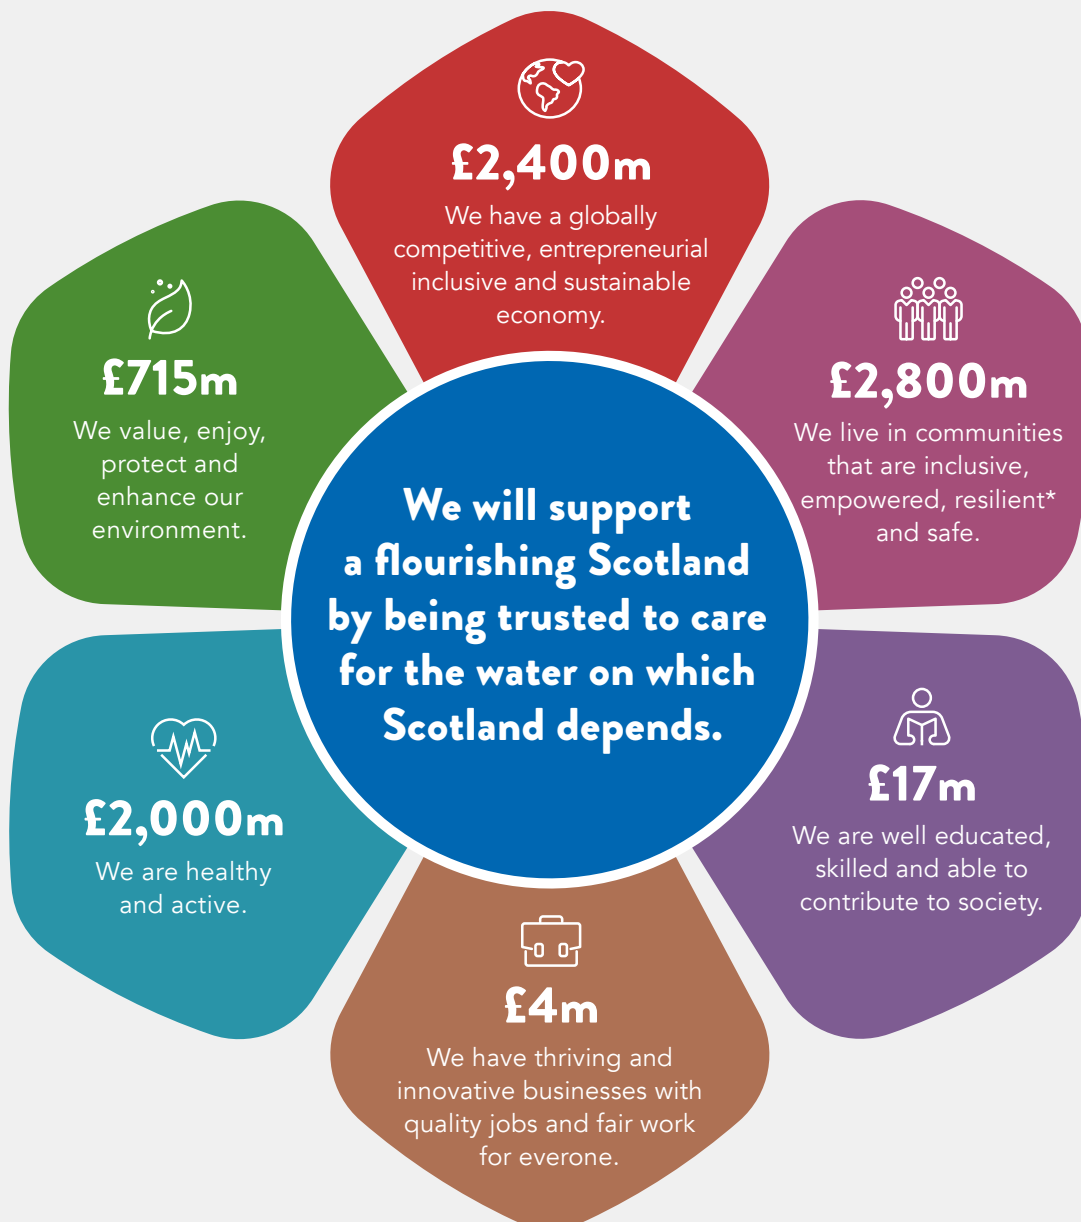 £2,400m
We have a globally
competitive, entrepreneurial
inclusive and sustainable
economy.
£2,800m
We live in communities
that are inclusive,
empowered, resilient*
and safe.
£17m
We are well educated,
skilled and able to
contribute to society.
£4m
We have thriving and
innovative businesses with
quality jobs and fair work
for everone.
£2,000m
We are healthy
and active.
£715m
We value, enjoy,
protect and
enhance our
environment.
We will support
a flourishing Scotland
by being trusted to care
for the water on which
Scotland depends.